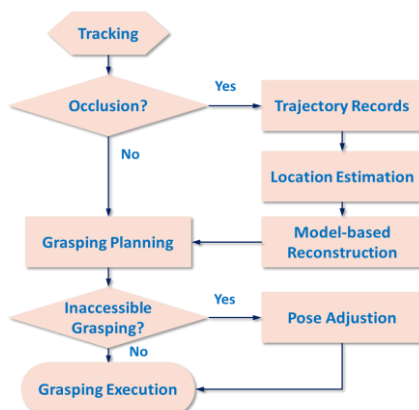 Tracking
Occlusion?
Yes
Trajectory Records
No
Location Estimation
Grasping Planning
Model-based
Reconstruction
Inaccessible
Grasping?
Yes
Pose Adjustion
No
Grasping Execution